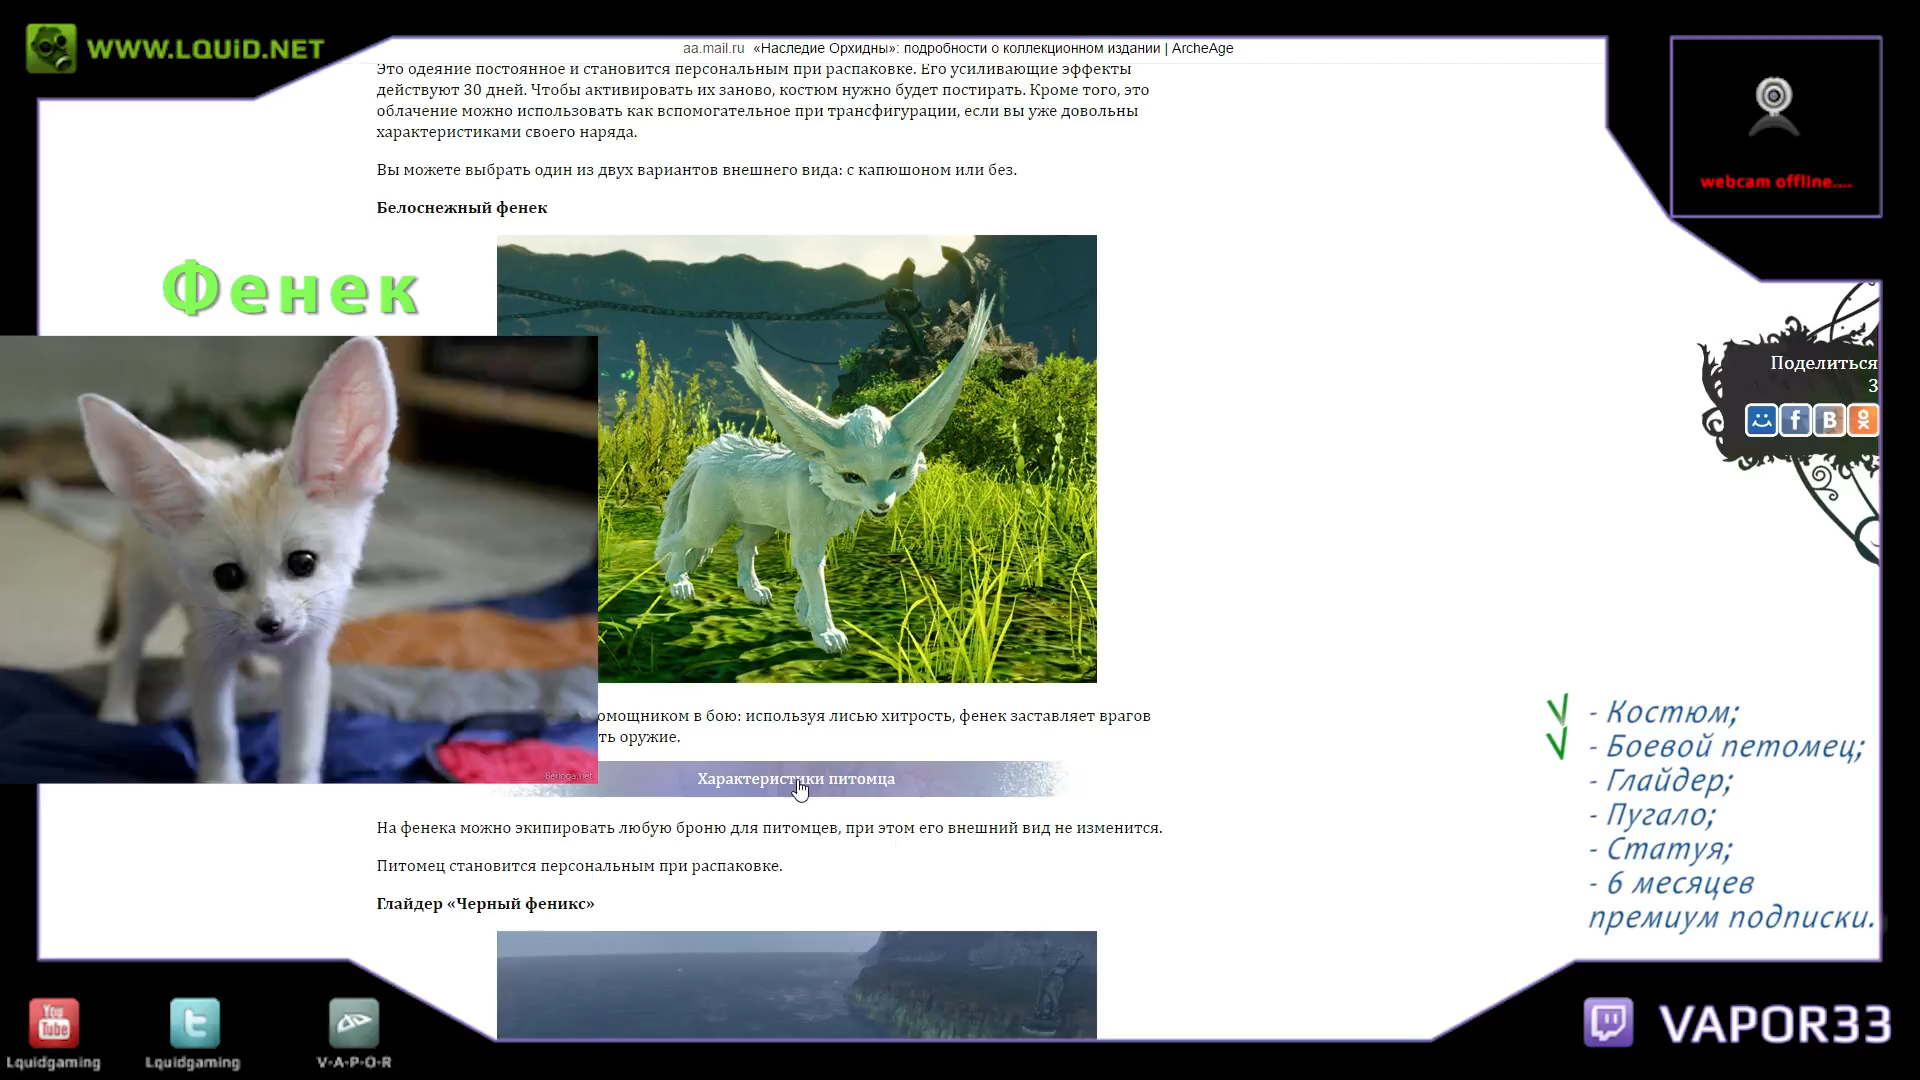 WWW.LQUiD.NET
aa.mail.ru «Наследие Орхидны»: подробности о коллекционном издании | ArcheAge
Это одеяние постоянное и становится персональным при распаковке. Его усиливающие эффекты
действуют 30 дней. Чтобы активировать их заново, костюм нужно будет постирать. Кроме того, это
облачение можно использовать как вспомогательное при трансфигурации, если вы уже довольны
характеристиками своего наряда.
Вы можете выбрать один из двух вариантов внешнего вида: с капюшоном или без.
Белоснежный фенек
webcam offline....
Фенек
Поделиться
3
омощником в бою: используя лисью хитрость, фенек заставляет врагов
ть оружие.
Berloga.net
Характеристики питомца
На фенека можно экипировать любую броню для питомцев, при этом его внешний вид не изменится.
Питомец становится персональным при распаковке.
Глайдер «Черный феникс»
- Костюм;
- Боевой петомец;
- Глайдер;
- Пугало;
- Статуя;
- 6 месяцев
премиум подписки.
You
Tube
Lquidgaming
Lquidgaming
V-A-P-O-R
VAPOR33